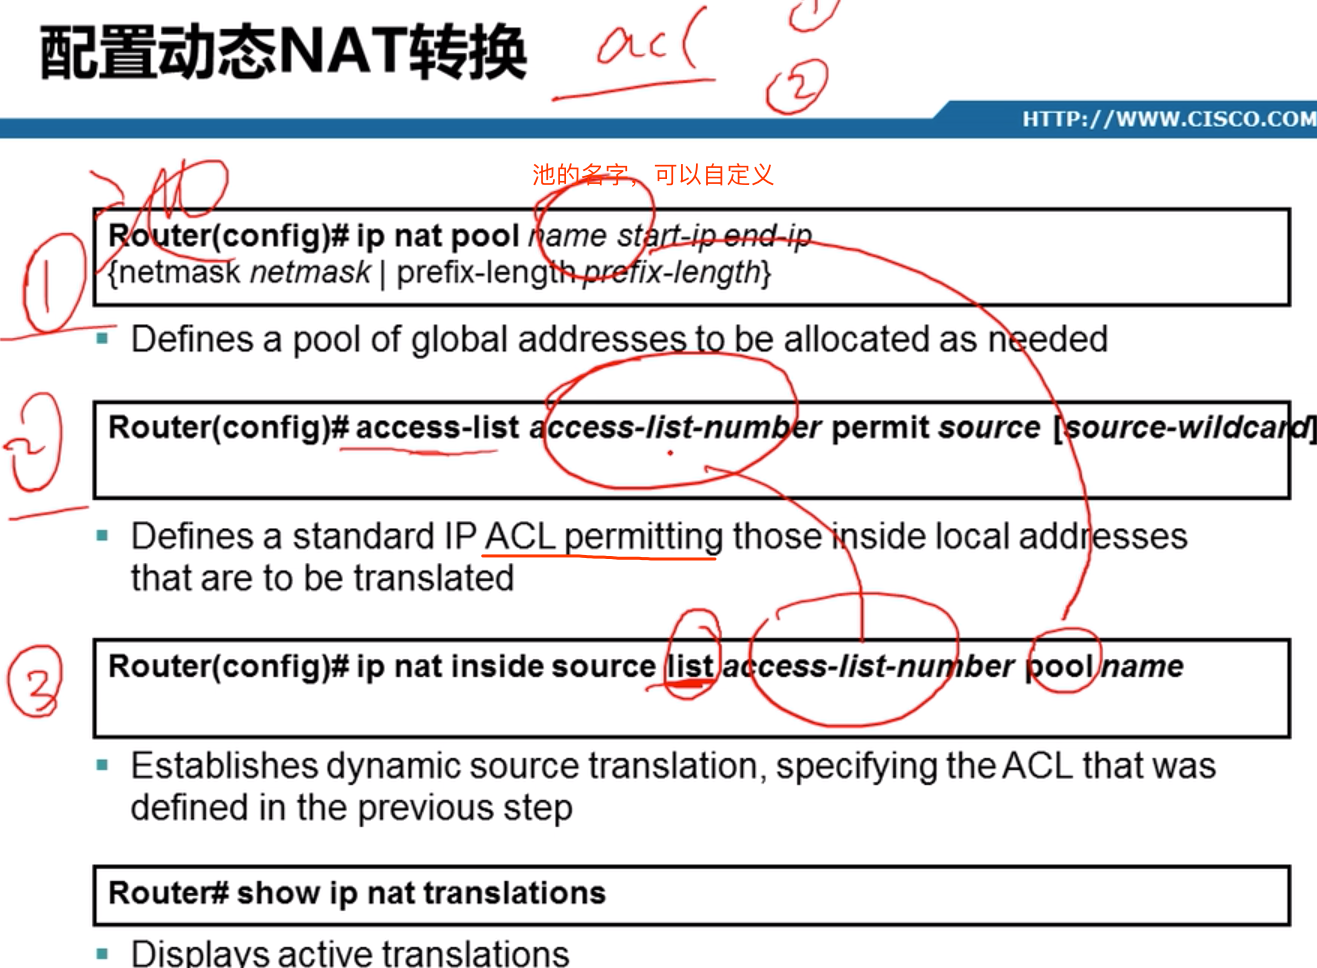 配置动态NAT转换
acl
①
②
HTTP://WWW.CISCO.COM
池的名字，可以自定义
①
Router(config)# ip nat pool name start-ip end-ip
{netmask netmask | prefix-length prefix-length}
Defines a pool of global addresses to be allocated as needed
②
Router(config)# access-list access-list-number permit source [source-wildcard]
Defines a standard IP ACL permitting those inside local addresses
that are to be translated
③
Router(config)# ip nat inside source list access-list-number pool name
Establishes dynamic source translation, specifying the ACL that was
defined in the previous step
Router# show ip nat translations
Displays active translations